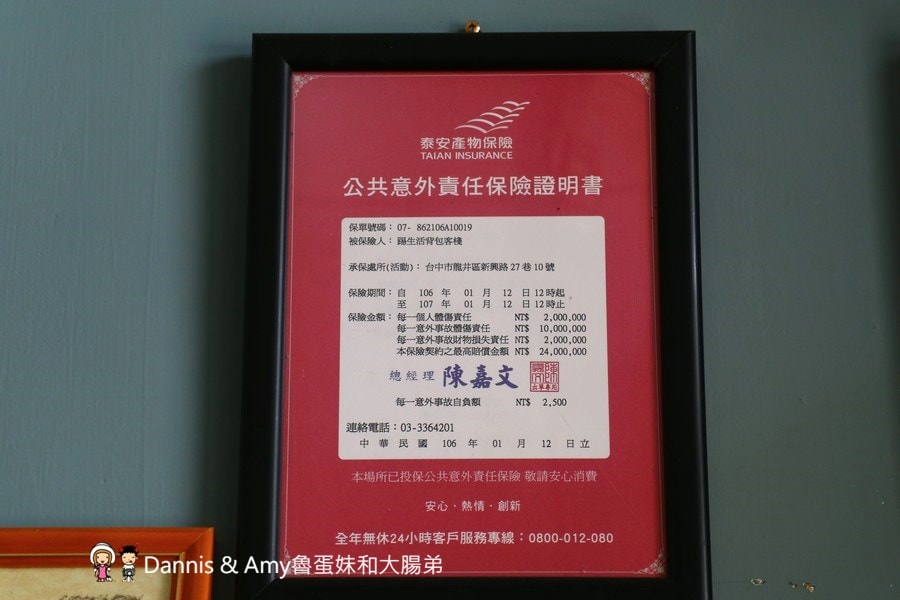 泰安產物保險
TAIAN INSURANCE
公共意外責任保險證明書
保單號碼：07- 862106A10019
被保險人：踢生活背包客棧
承保處所(活動)：台中市龍井區新興路27巷10號
保險期間：自 106 年 01 月 12 日12時起
至 107 年 01 月 12 日12時止
保險金額：每一個人體傷責任 NT$ 2,000,000
每一意外事故體傷責任 NT$ 10,000,000
每一意外事故財物損失責任 NT$ 2,000,000
本保險契約之最高賠償金額 NT$ 24,000,000
總經理 陳嘉文
每一意外事故自負額 NT$ 2,500
連絡電話：03-3364201
中華民國 106 年 01 月 12 日立
本場所已投保公共意外責任保險 敬請安心消費
安心．熱情．創新
全年無休24小時客戶服務專線：0800-012-080
Dannis & Amy魯蛋妹和大腸弟